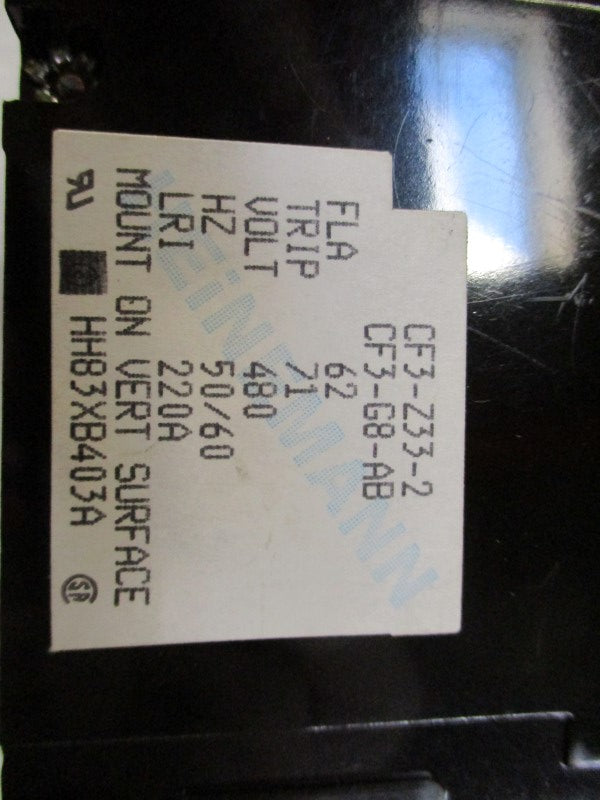 CF3-Z33-2
CF3-G8-AB
FLA 62
TRIP 71
VOLT 480
HZ 50/60
LRI 220A
MOUNT ON VERT SURFACE
HH83XB403A
HEINEMANN